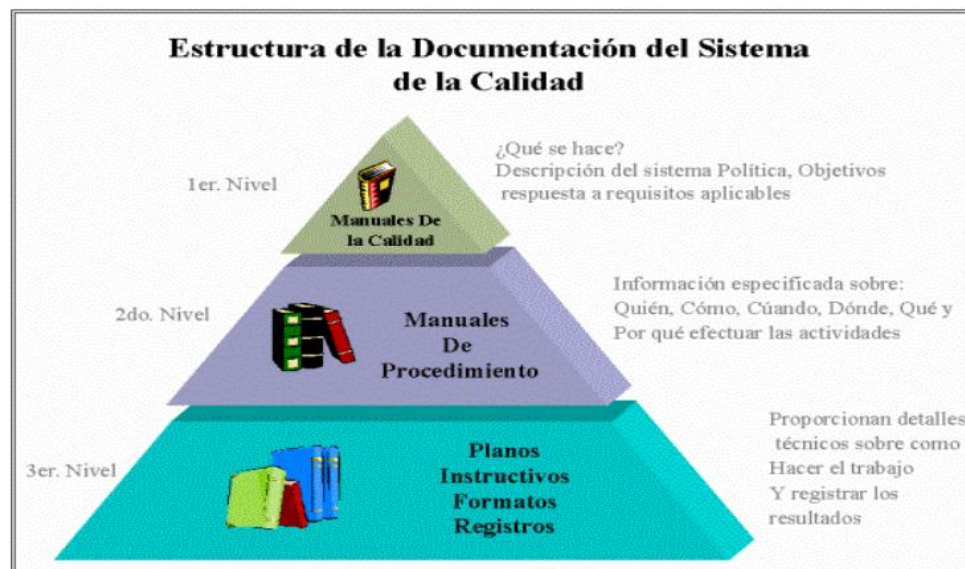 Estructura de la Documentación del Sistema
de la Calidad
1er. Nivel
Manuales De
la Calidad
¿Qué se hace?
Descripción del sistema Política, Objetivos
respuesta a requisitos aplicables
2do. Nivel
Manuales
De
Procedimiento
Información especificada sobre:
Quién, Cómo, Cúando, Dónde, Qué y
Por qué efectuar las actividades
3er. Nivel
Planos
Instructivos
Formatos
Registros
Proporcionan detalles
técnicos sobre como
Hacer el trabajo
Y registrar los
resultados